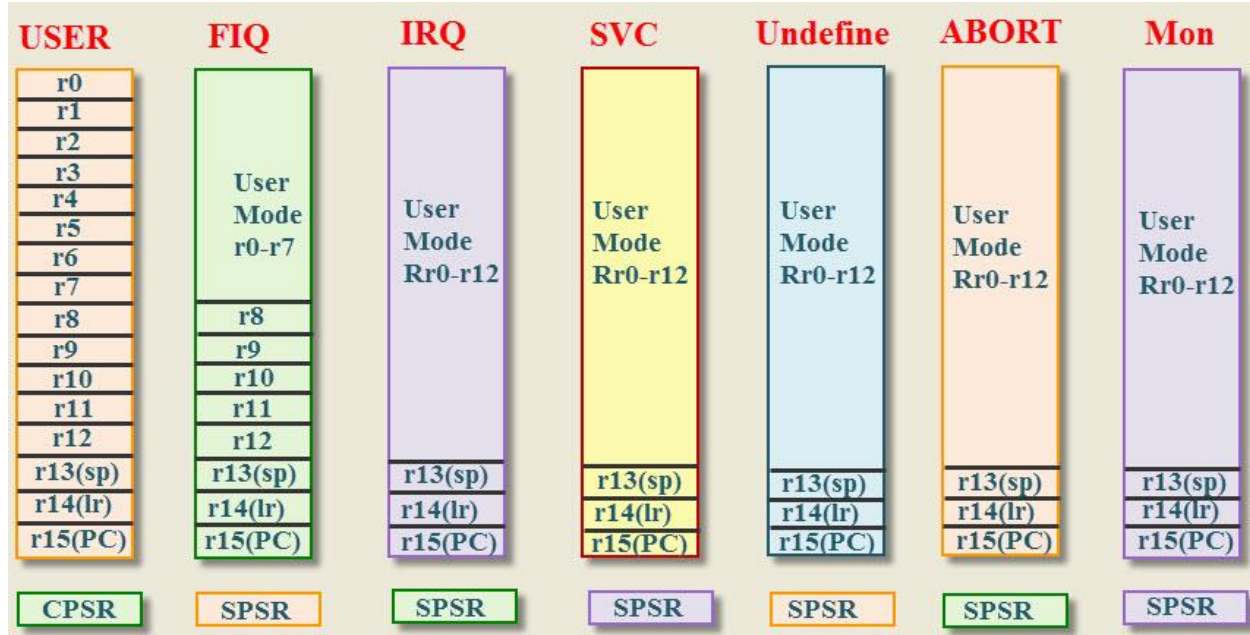 USER
FIQ
IRQ
SVC
Undefine
ABORT
Mon
r0
r1
r2
r3
r4
r5
r6
r7
r8
r9
r10
r11
r12
r13(sp)
r14(lr)
r15(PC)
CPSR
User
Mode
r0-r7
r8
r9
r10
r11
r12
r13(sp)
r14(lr)
r15(PC)
SPSR
User
Mode
Rr0-r12
r13(sp)
r14(lr)
r15(PC)
SPSR
User
Mode
Rr0-r12
r13(sp)
r14(lr)
r15(PC)
SPSR
User
Mode
Rr0-r12
r13(sp)
r14(lr)
r15(PC)
SPSR
User
Mode
Rr0-r12
r13(sp)
r14(lr)
r15(PC)
SPSR
User
Mode
Rr0-r12
r13(sp)
r14(lr)
r15(PC)
SPSR